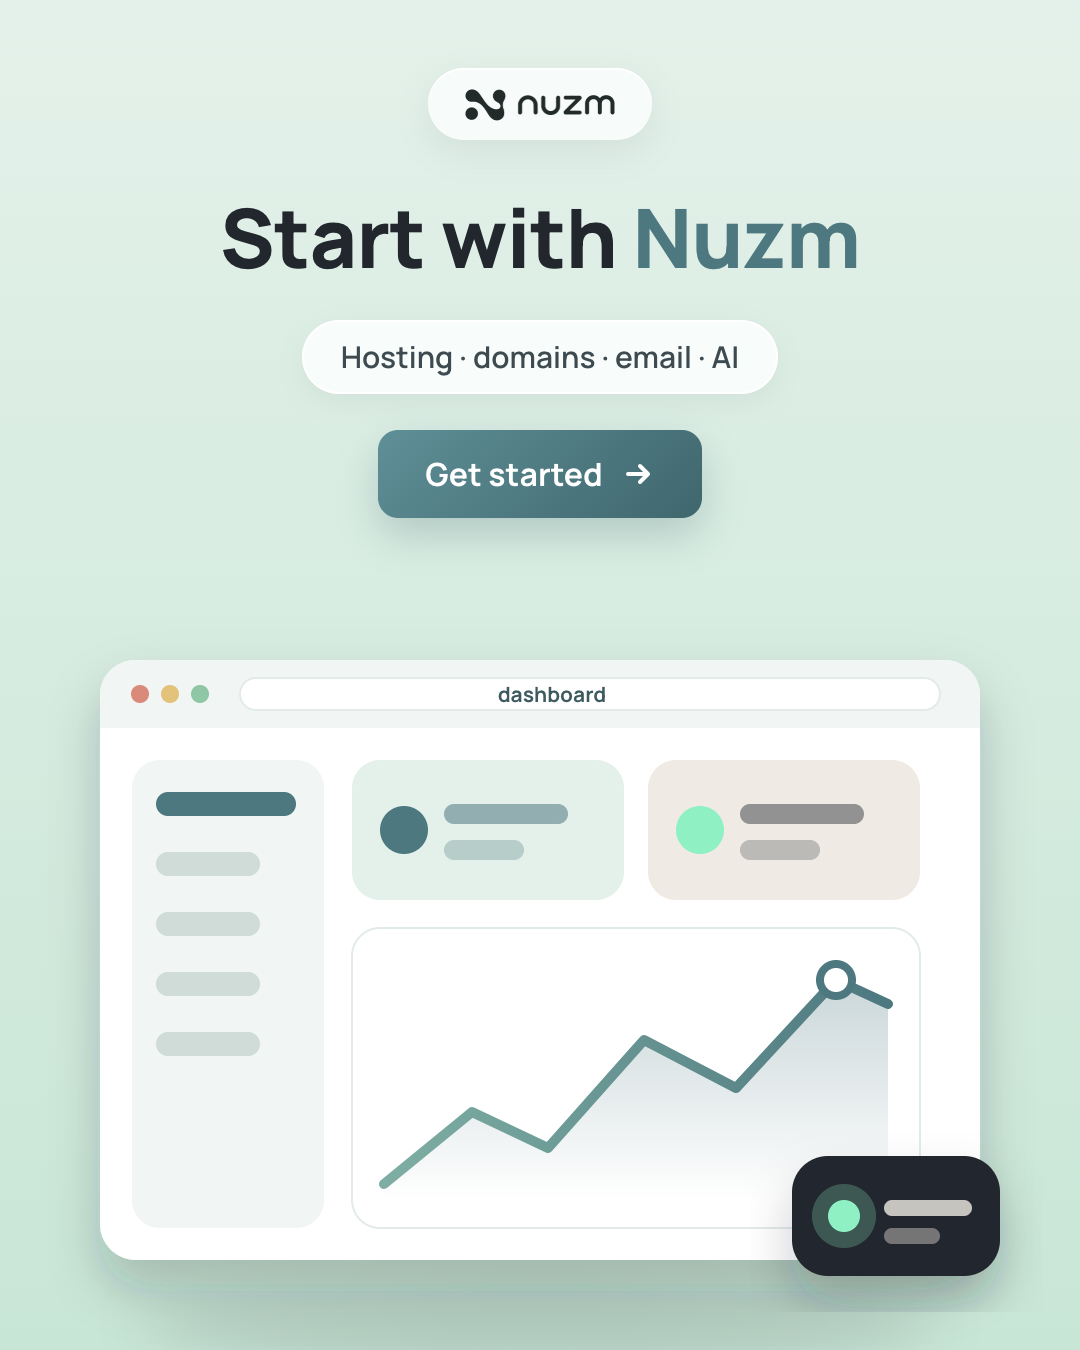 nuzm
Start with Nuzm
Hosting · domains · email · AI
Get started →
dashboard